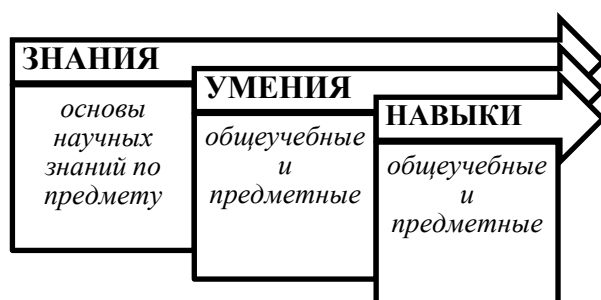 ЗНАНИЯ
основы
научных
знаний по
предмету
УМЕНИЯ
общеучебные
и
предметные
НАВЫКИ
общеучебные
и
предметные